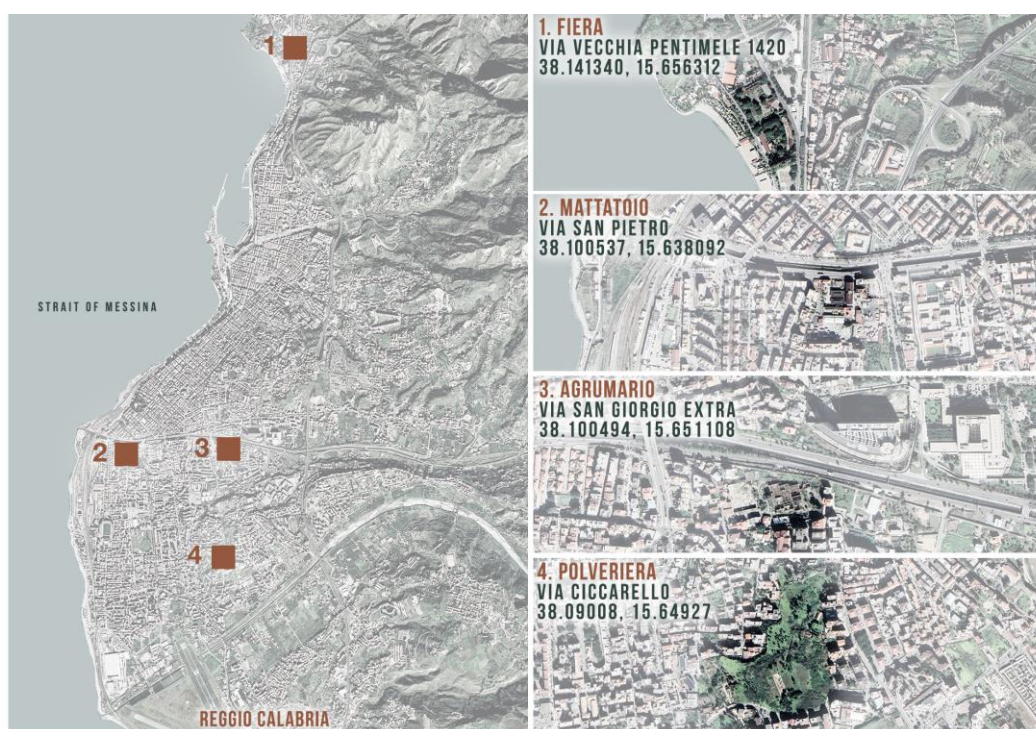 1
STRAIT OF MESSINA
2
3
4
REGGIO CALABRIA
1. FIERA
VIA VECCHIA PENTIMELE 1420
38.141340, 15.656312
2. MATTATOIO
VIA SAN PIETRO
38.100537, 15.638092
3. AGRUMARIO
VIA SAN GIORGIO EXTRA
38.100494, 15.651108
4. POLVERIERA
VIA CICCARELLO
38.09008, 15.64927